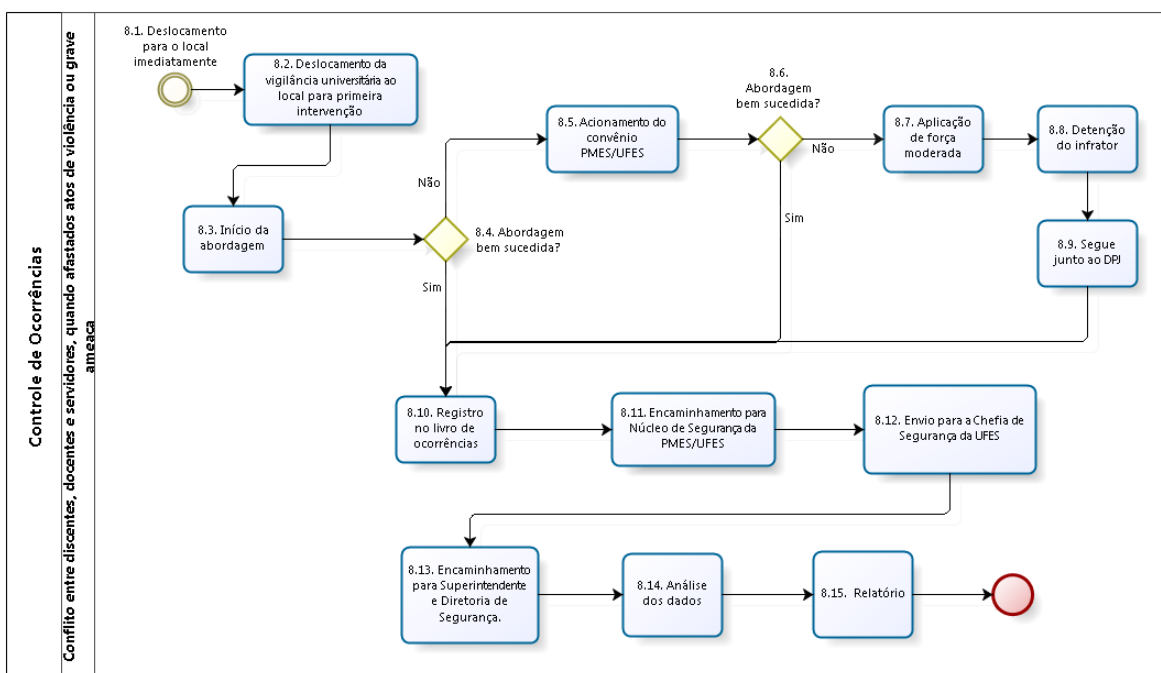 Controle de Ocorrências
Conflito entre discentes, docentes e servidores, quando afastados atos de violência ou grave
ameaça
8.1. Deslocamento
para o local
imediatamente
8.2. Deslocamento da
vigilância universitária ao
local para primeira
intervenção
8.3. Início da
abordagem
Não
8.4. Abordagem
bem sucedida?
Sim
8.5. Acionamento do
convênio
PMES/UFES
8.6.
Abordagem
bem sucedida?
Não
Sim
8.7. Aplicação
de força
moderada
8.8. Detenção
do infrator
8.9. Segue
junto ao DPJ
8.10. Registro
no livro de
ocorrências
8.11. Encaminhamento para
Núcleo de Segurança da
PMES/UFES
8.12. Envio para a Chefia de
Segurança da UFES
8.13. Encaminhamento
para Superintendente
e Diretoria de
Segurança.
8.14. Análise
dos dados
8.15. Relatório